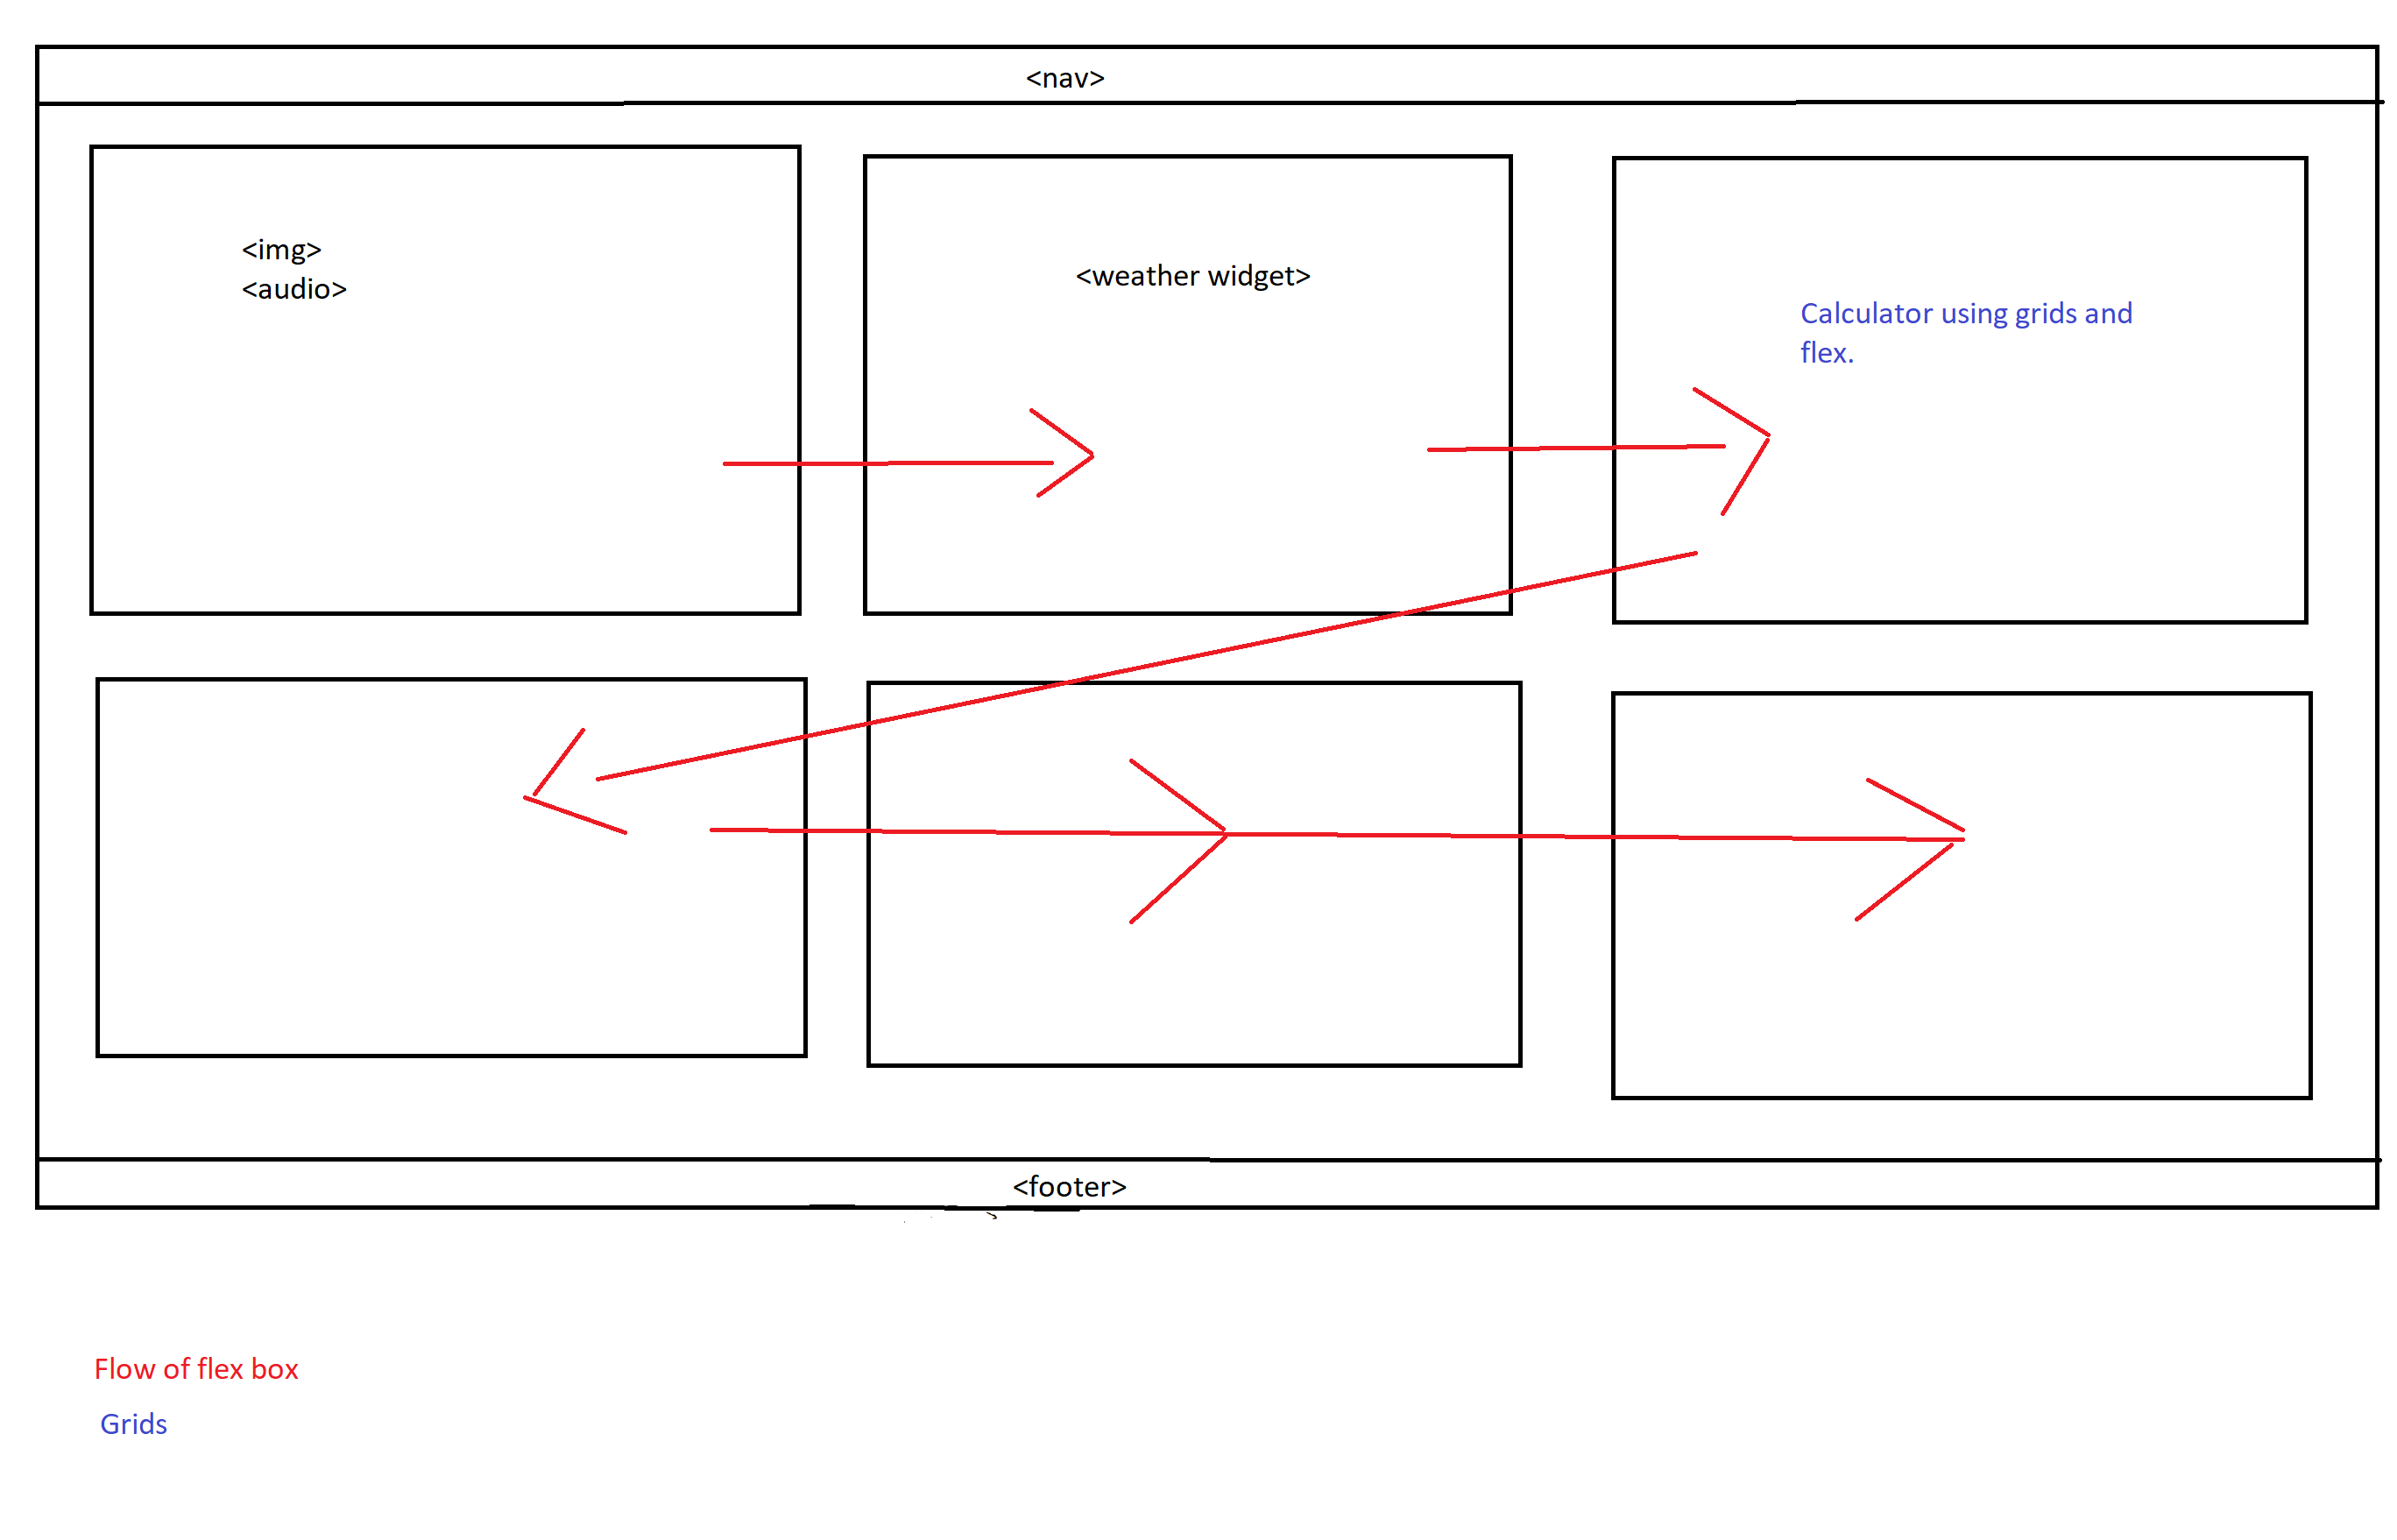 <nav>
<img>
<audio>
<weather widget>
Calculator using grids and
flex.
<footer>
Flow of flex box
Grids